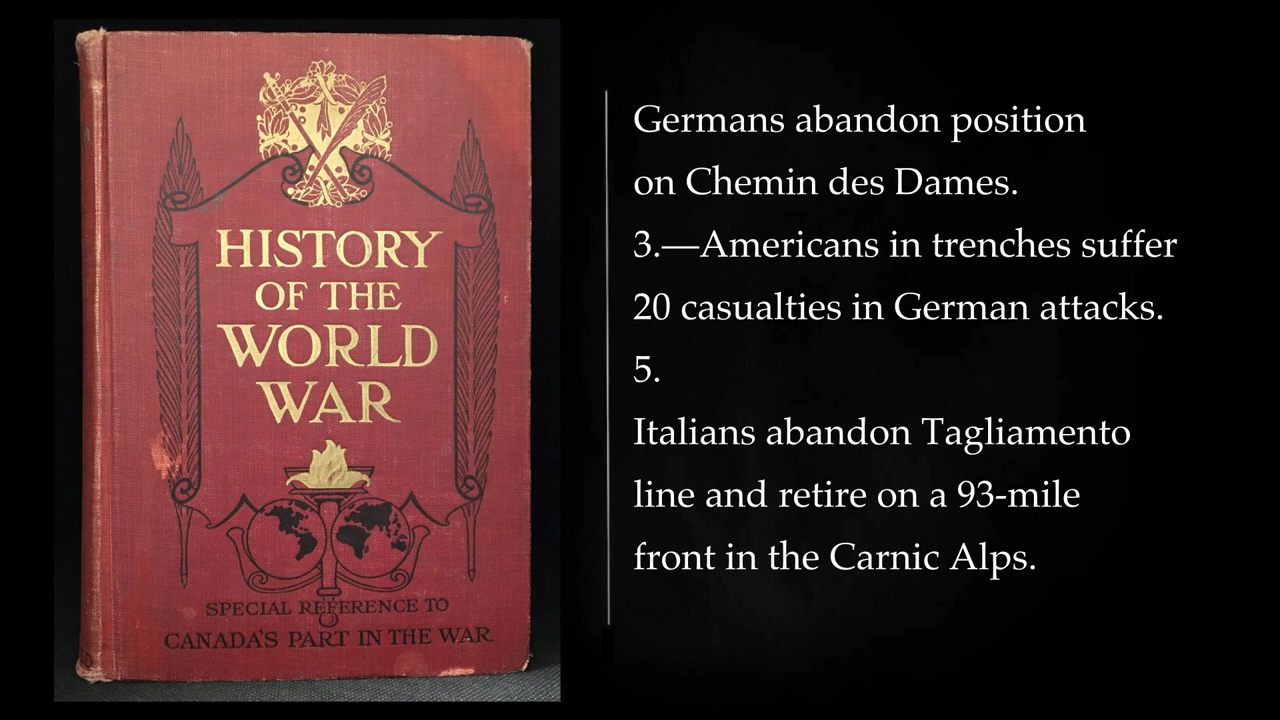 HISTORY
OF THE
WORLD
WAR
SPECIAL REFERENCE TO
CANADA'S PART IN THE WAR
Germans abandon position
on Chemin des Dames.
3.—Americans in trenches suffer
20 casualties in German attacks.
5.
Italians abandon Tagliamento
line and retire on a 93-mile
front in the Carnic Alps.